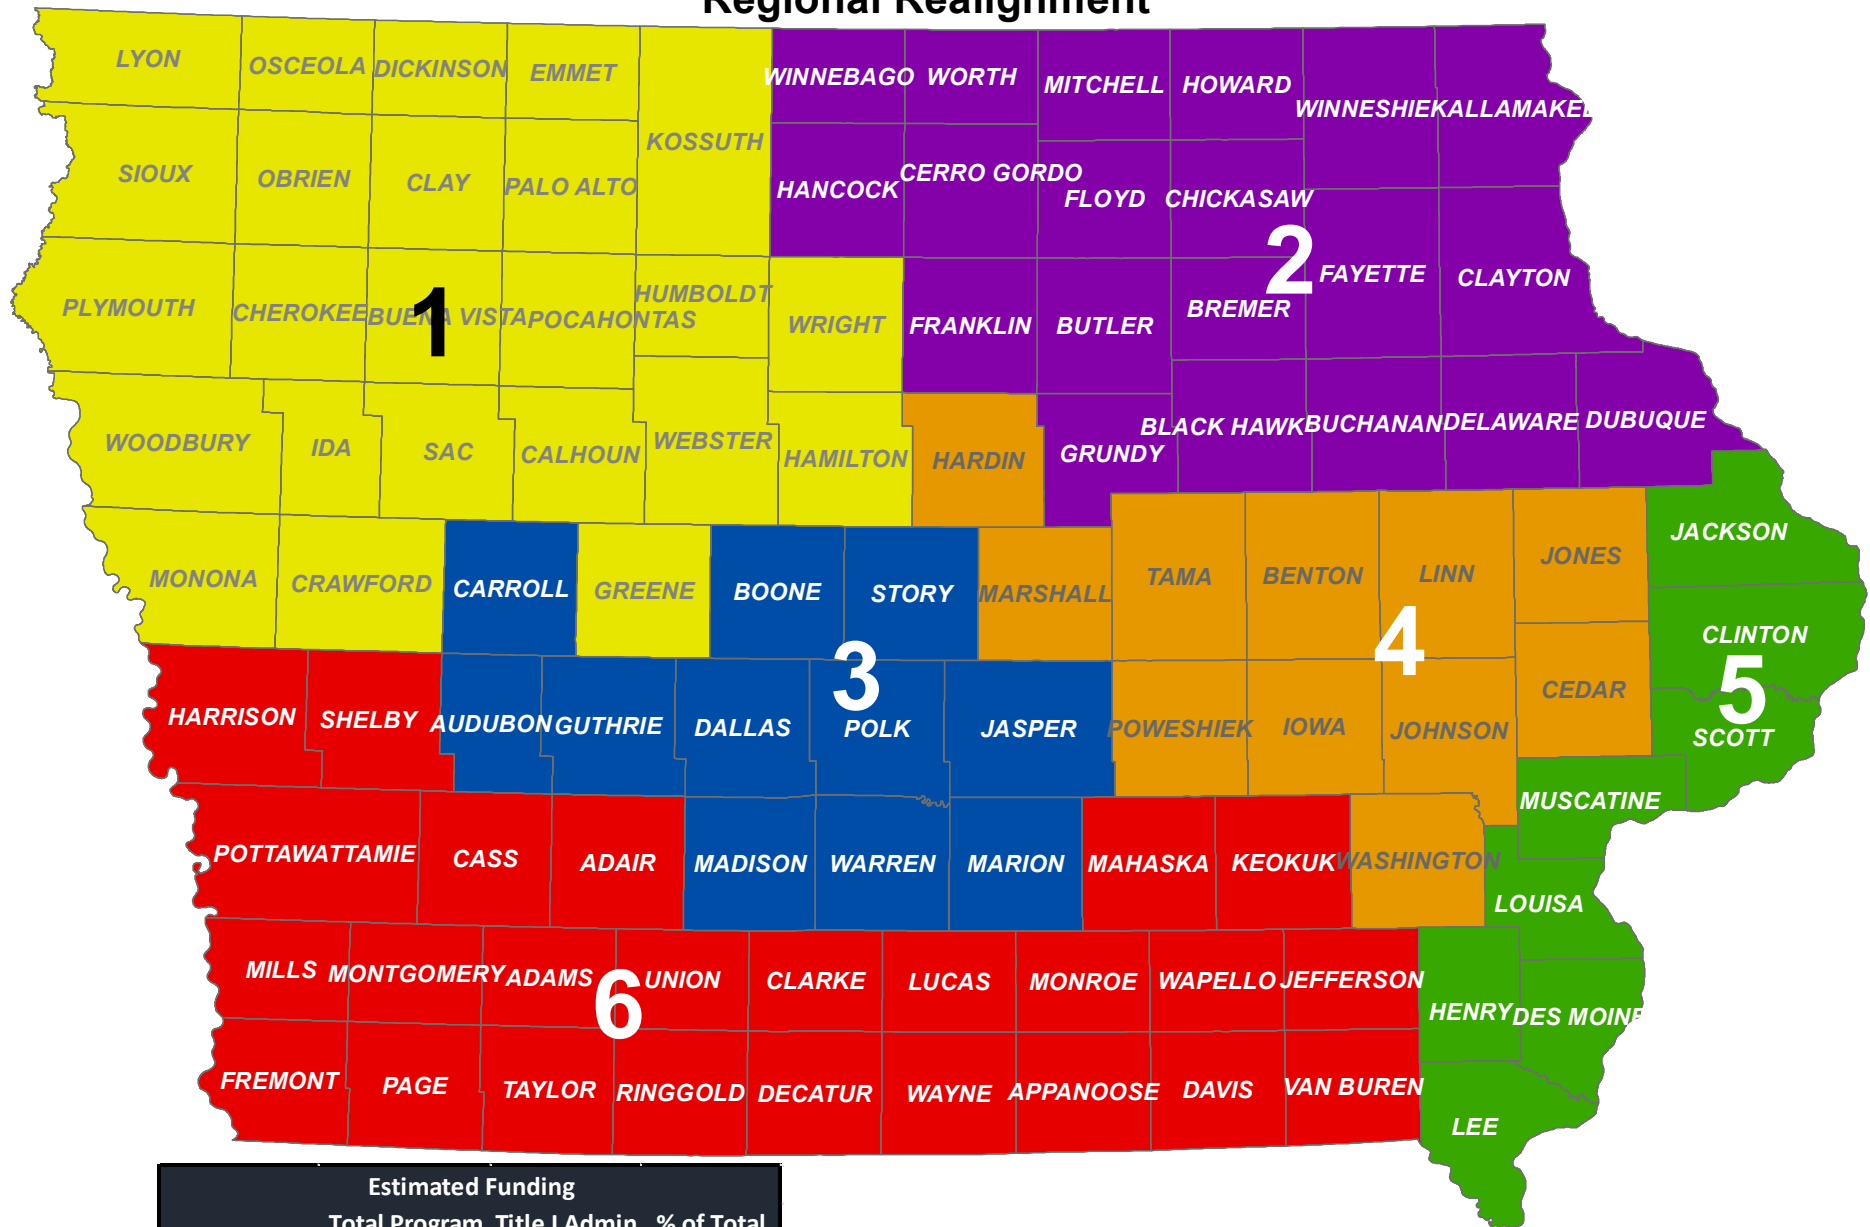 Regional Realignment
LYON OSCEOLA DICKINSON EMMET KOSSUTH WINNEBAGO WORTH MITCHELL HOWARD WINNESHIEK ALLAMAKEE
SIOUX OBRIEN CLAY PALO ALTO HANCOCK CERRO GORDO FLOYD CHICKASAW
2
PLYMOUTH CHEROKEE BUENA VISTA POCAHONTAS HUMBOLDT WRIGHT FRANKLIN BUTLER BREMER FAYETTE CLAYTON
1
WOODBURY IDA SAC CALHOUN WEBSTER HAMILTON HARDIN GRUNDY BLACK HAWK BUCHANAN DELAWARE DUBUQUE
MONONA CRAWFORD CARROLL GREENE BOONE STORY MARSHALL TAMA BENTON LINN JONES JACKSON
3 4 5
HARRISON SHELBY AUDUBON GUTHRIE DALLAS POLK JASPER POWESHIEK IOWA JOHNSON CEDAR CLINTON
SCOTT
MUSCATINE
POTTAWATTAMIE CASS ADAIR MADISON WARREN MARION MAHASKA KEOKUK WASHINGTON LOUISA
MILLS MONTGOMERY ADAMS UNION CLARKE LUCAS MONROE WAPELLO JEFFERSON HENRY DES MOINE
6
FREMONT PAGE TAYLOR RINGGOLD DECATUR WAYNE APPANOOSE DAVIS VAN BUREN LEE
Estimated Funding
Total Program Title I Admin % of Total